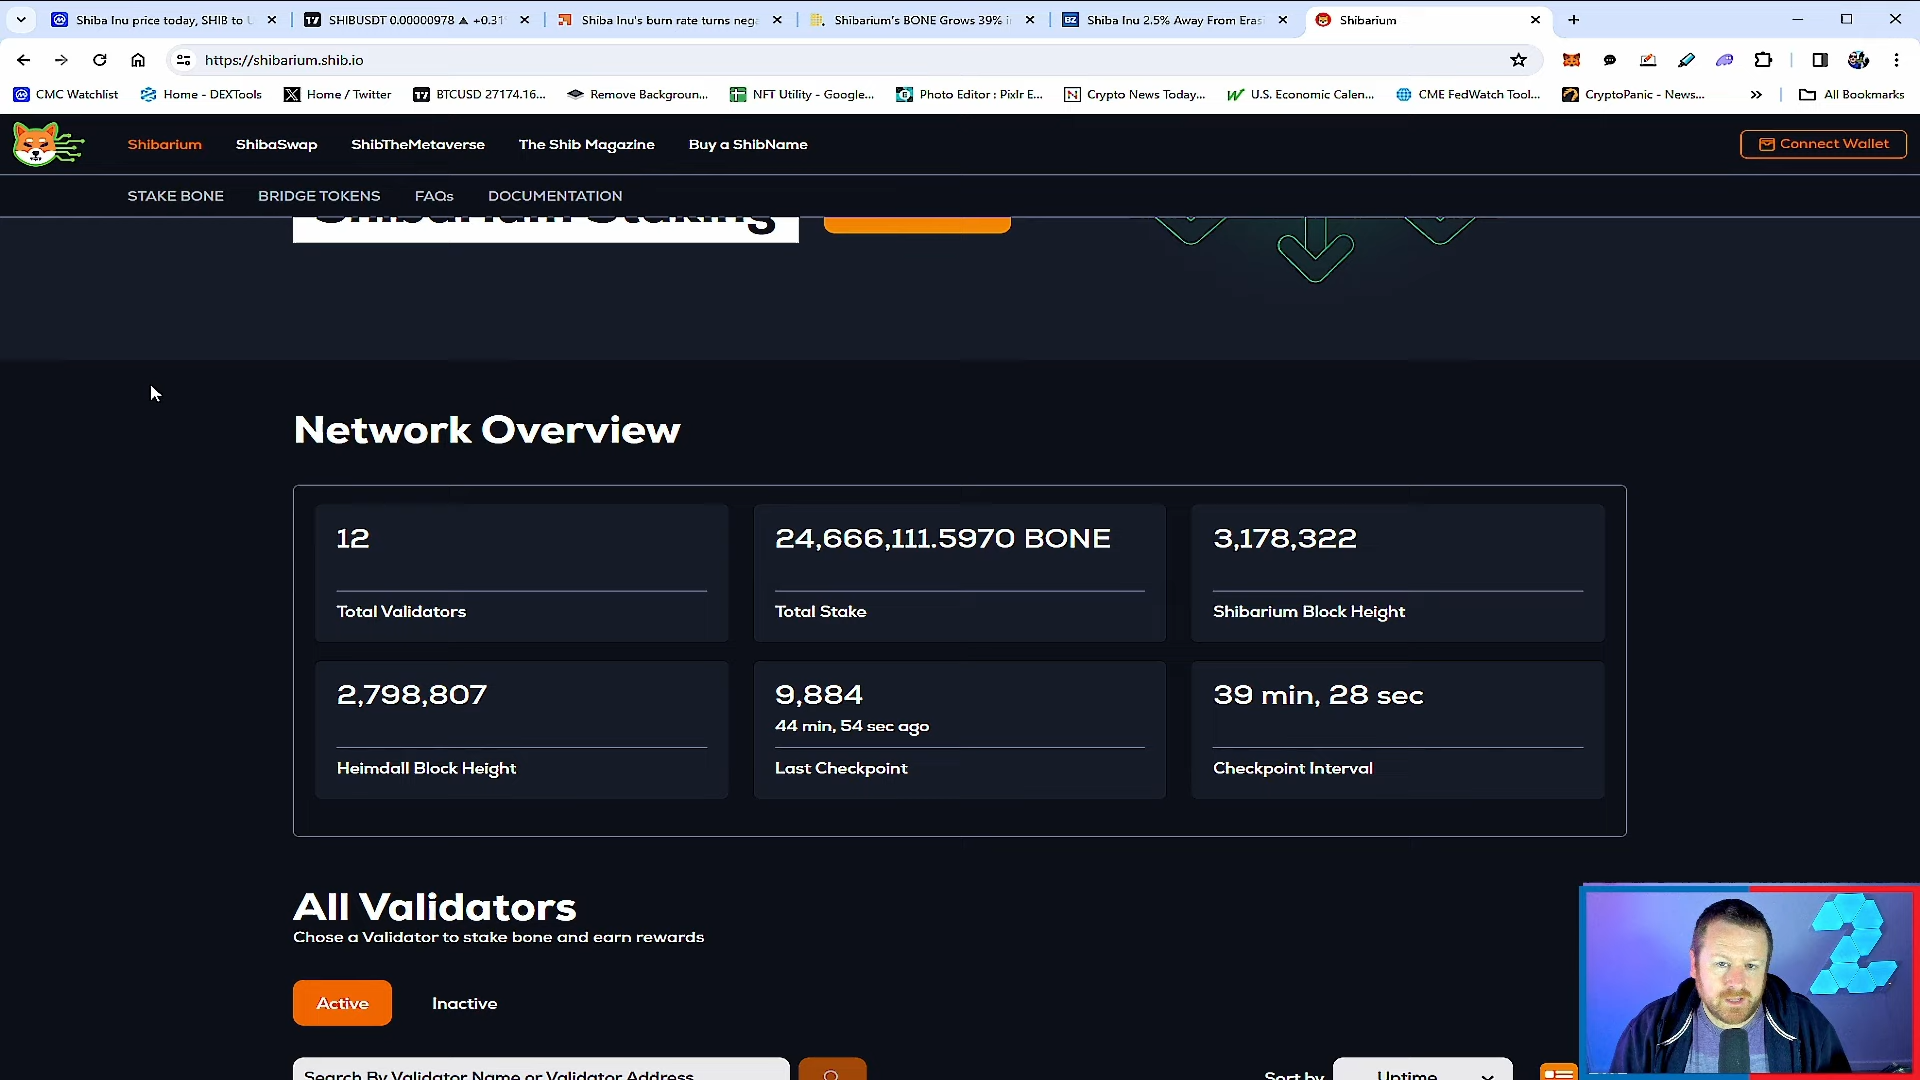 Shiba Inu price today, SHIB to U
SHIBUSDT 0.00000978 ▲ +0.31
Shiba Inu's burn rate turns neg
Shibarium's BONE Grows 39% i
Shiba Inu 2.5% Away From Eras
Shibarium
https://shibarium.shib.io
CMC Watchlist
Home - DEXTools
Home / Twitter
BTCUSD 27174.16...
Remove Backgroun...
NFT Utility - Google...
Photo Editor : Pixlr E...
Crypto News Today...
U.S. Economic Calen...
CME FedWatch Tool...
CryptoPanic - News...
All Bookmarks
Shibarium
ShibaSwap
ShibTheMetaverse
The Shib Magazine
Buy a ShibName
Connect Wallet
STAKE BONE
BRIDGE TOKENS
FAQs
DOCUMENTATION
Shibarium Staking
Network Overview
12
Total Validators
24,666,111.5970 BONE
Total Stake
3,178,322
Shibarium Block Height
2,798,807
Heimdall Block Height
9,884
44 min, 54 sec ago
Last Checkpoint
39 min, 28 sec
Checkpoint Interval
All Validators
Chose a Validator to stake bone and earn rewards
Active
Inactive
Search By Validator Name or Validator Address
Sort by
Uptime
2